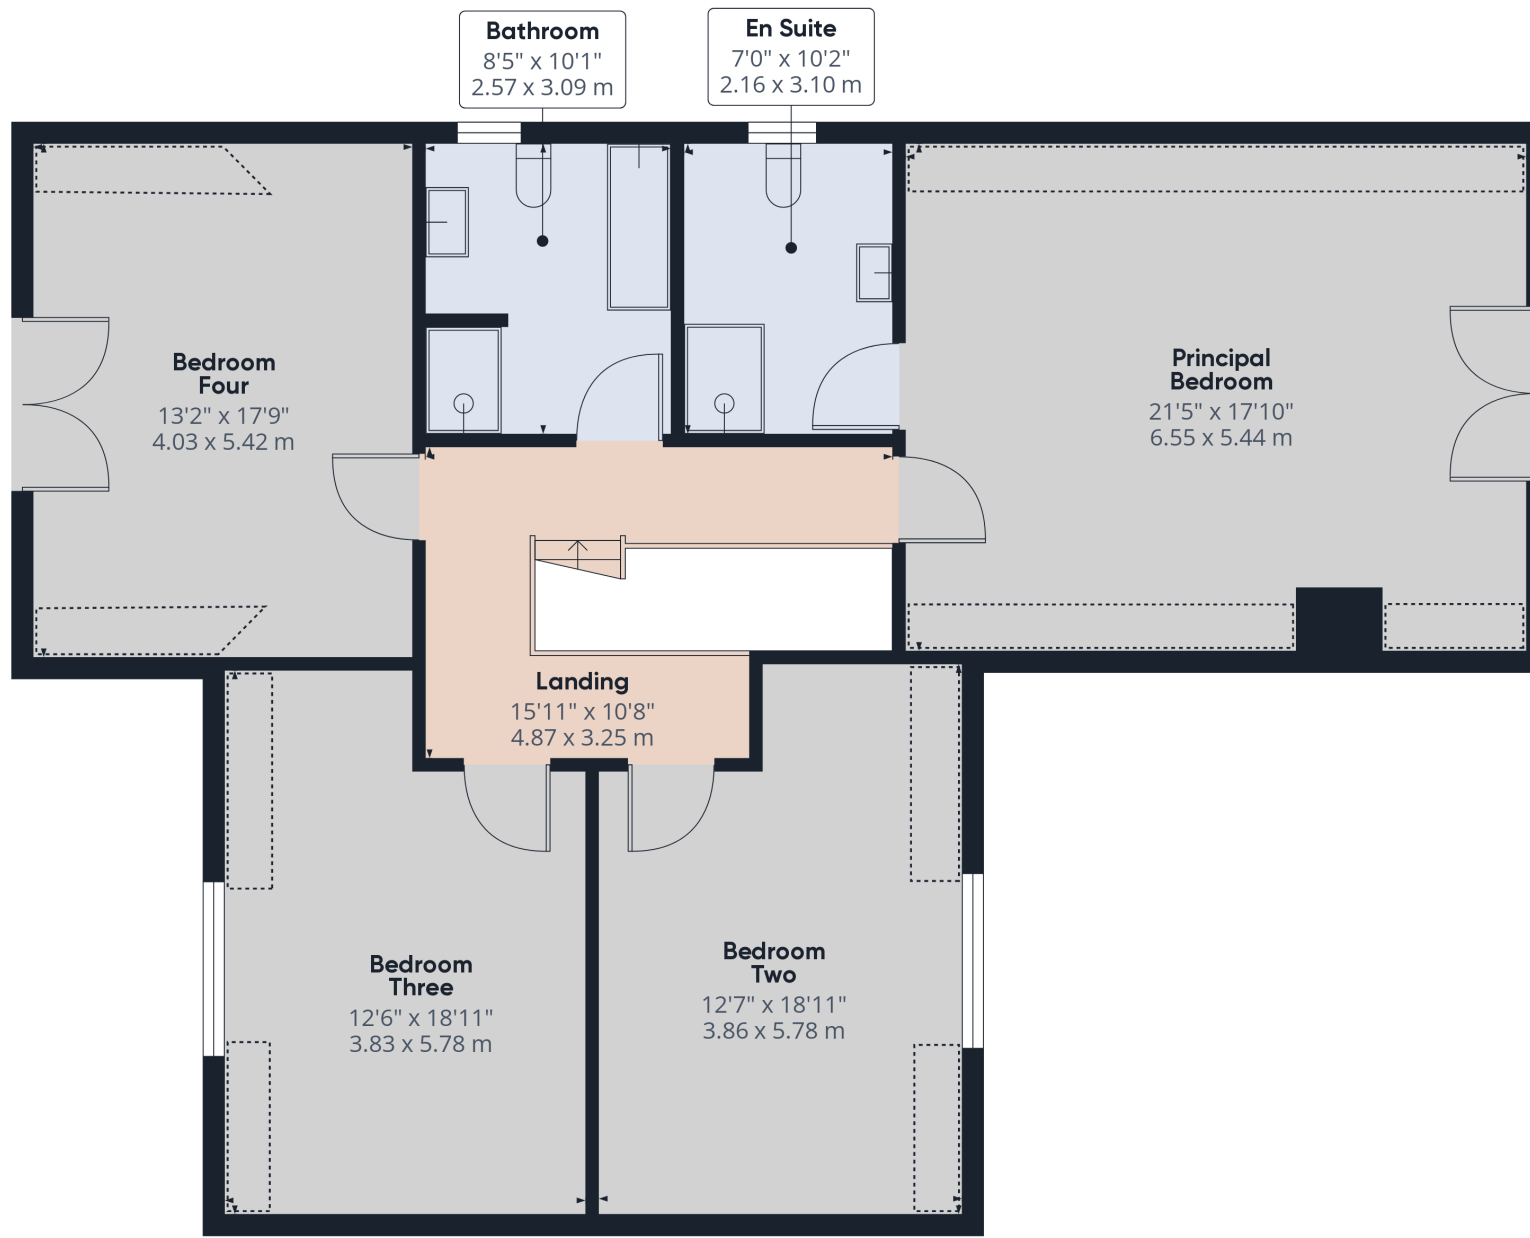 Bathroom
8'5" x 10'1"
2.57 x 3.09 m
En Suite
7'0" x 10'2"
2.16 x 3.10 m
Bedroom
Four
13'2" x 17'9"
4.03 x 5.42 m
Principal
Bedroom
21'5" x 17'10"
6.55 x 5.44 m
Landing
15'11" x 10'8"
4.87 x 3.25 m
Bedroom
Three
12'6" x 18'11"
3.83 x 5.78 m
Bedroom
Two
12'7" x 18'11"
3.86 x 5.78 m